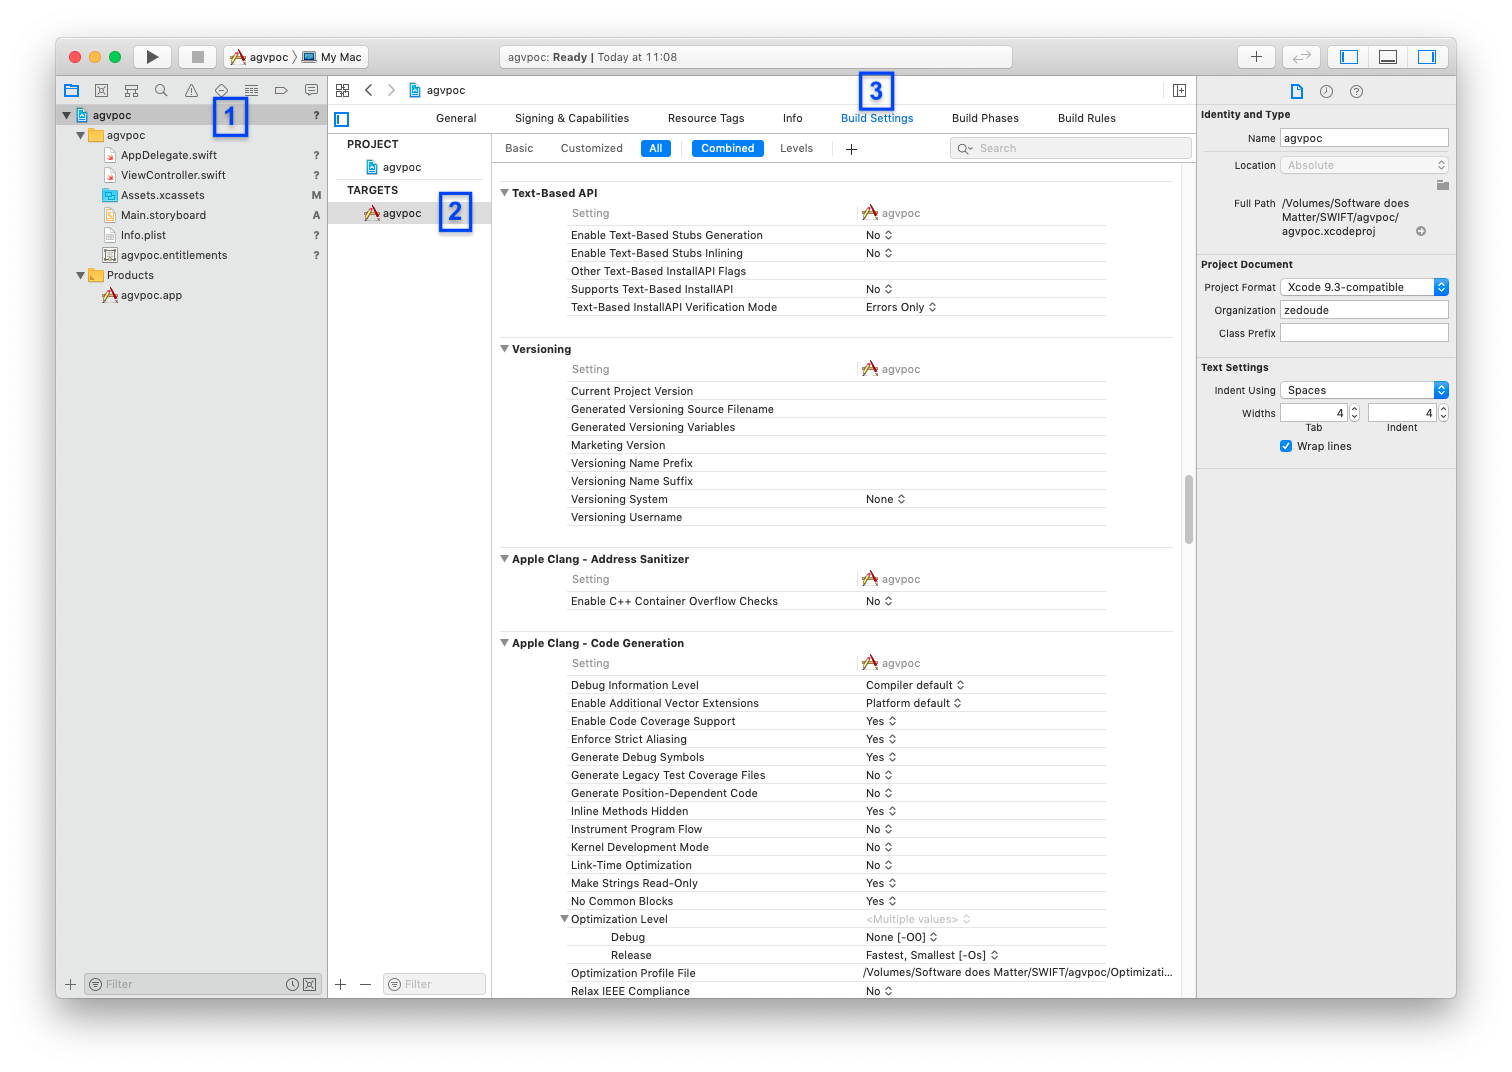 agvpoc My Mac
agvpoc: Ready | Today at 11:08
agvpoc ?
agvpoc
AppDelegate.swift ?
ViewController.swift ?
Assets.xcassets M
Main.storyboard A
Info.plist ?
agvpoc.entitlements ?
Products
agvpoc.app
Filter
1
agvpoc
General Signing & Capabilities Resource Tags Info Build Settings Build Phases Build Rules
3
PROJECT
agvpoc
TARGETS
agvpoc
2
Filter
Basic Customized All Combined Levels Search
Text-Based API
Setting agvpoc
Enable Text-Based Stubs Generation No
Enable Text-Based Stubs Inlining No
Other Text-Based InstallAPI Flags
Supports Text-Based InstallAPI No
Text-Based InstallAPI Verification Mode Errors Only
Versioning
Setting agvpoc
Current Project Version
Generated Versioning Source Filename
Generated Versioning Variables
Marketing Version
Versioning Name Prefix
Versioning Name Suffix
Versioning System None
Versioning Username
Apple Clang - Address Sanitizer
Setting agvpoc
Enable C++ Container Overflow Checks No
Apple Clang - Code Generation
Setting agvpoc
Debug Information Level Compiler default
Enable Additional Vector Extensions Platform default
Enable Code Coverage Support Yes
Enforce Strict Aliasing Yes
Generate Debug Symbols Yes
Generate Legacy Test Coverage Files No
Generate Position-Dependent Code No
Inline Methods Hidden Yes
Instrument Program Flow No
Kernel Development Mode No
Link-Time Optimization No
Make Strings Read-Only Yes
No Common Blocks Yes
Optimization Level <Multiple values>
Debug None [-O0]
Release Fastest, Smallest [-Os]
Optimization Profile File /Volumes/Software does Matter/SWIFT/agvpoc/Optimizati...
Relax IEEE Compliance No
Identity and Type
Name agvpoc
Location Absolute
Full Path /Volumes/Software does
Matter/SWIFT/agvpoc/
agvpoc.xcodeproj
Project Document
Project Format Xcode 9.3-compatible
Organization zedoude
Class Prefix
Text Settings
Indent Using Spaces
Widths 4 4
Tab Indent
Wrap lines